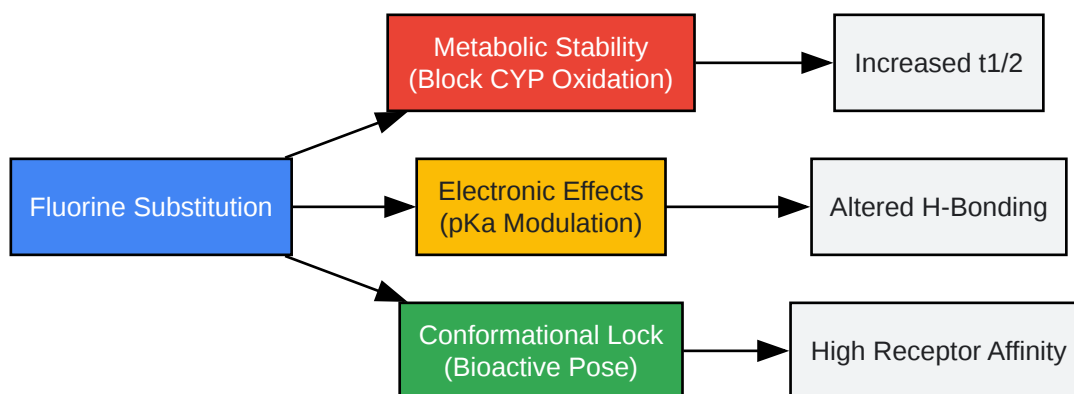 Fluorine Substitution
Metabolic Stability
(Block CYP Oxidation)
Increased t1/2
Electronic Effects
(pKa Modulation)
Altered H-Bonding
Conformational Lock
(Bioactive Pose)
High Receptor Affinity